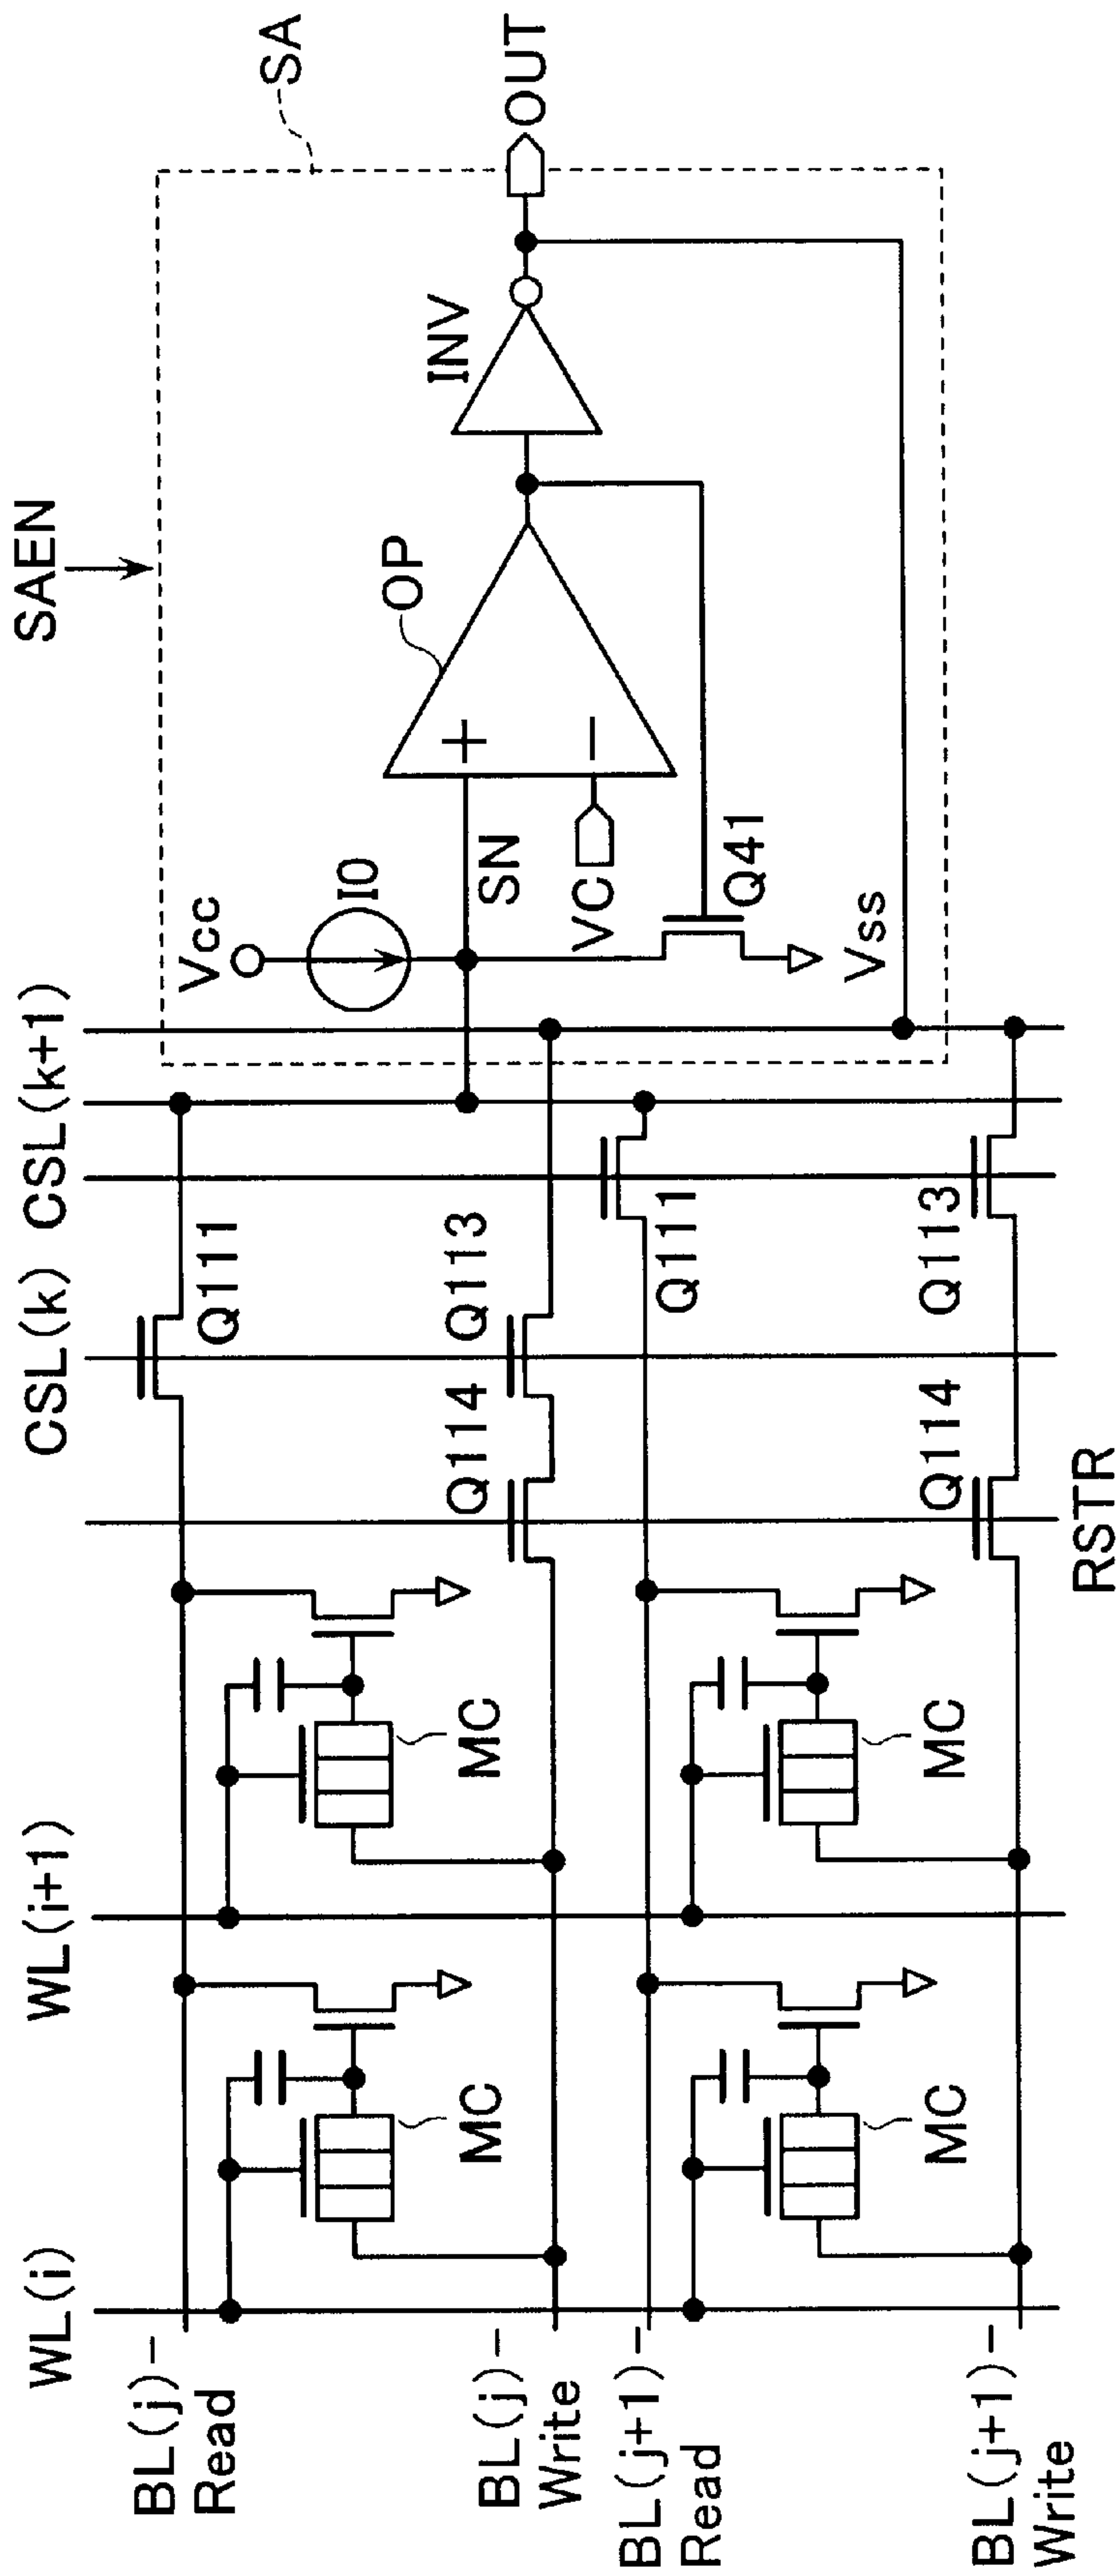 SAEN
SA
WL(i)
WL(i+1)
CSL(k)
CSL(k+1)
Vcc
I0
OP
INV
OUT
BL(j)-
Read
Q111
SN
VC
MC
MC
Q114
Q113
Q41
Vss
BL(j)-
Write
BL(j+1)-
Read
Q111
MC
MC
Q114
Q113
BL(j+1)-
Write
RSTR
+
−